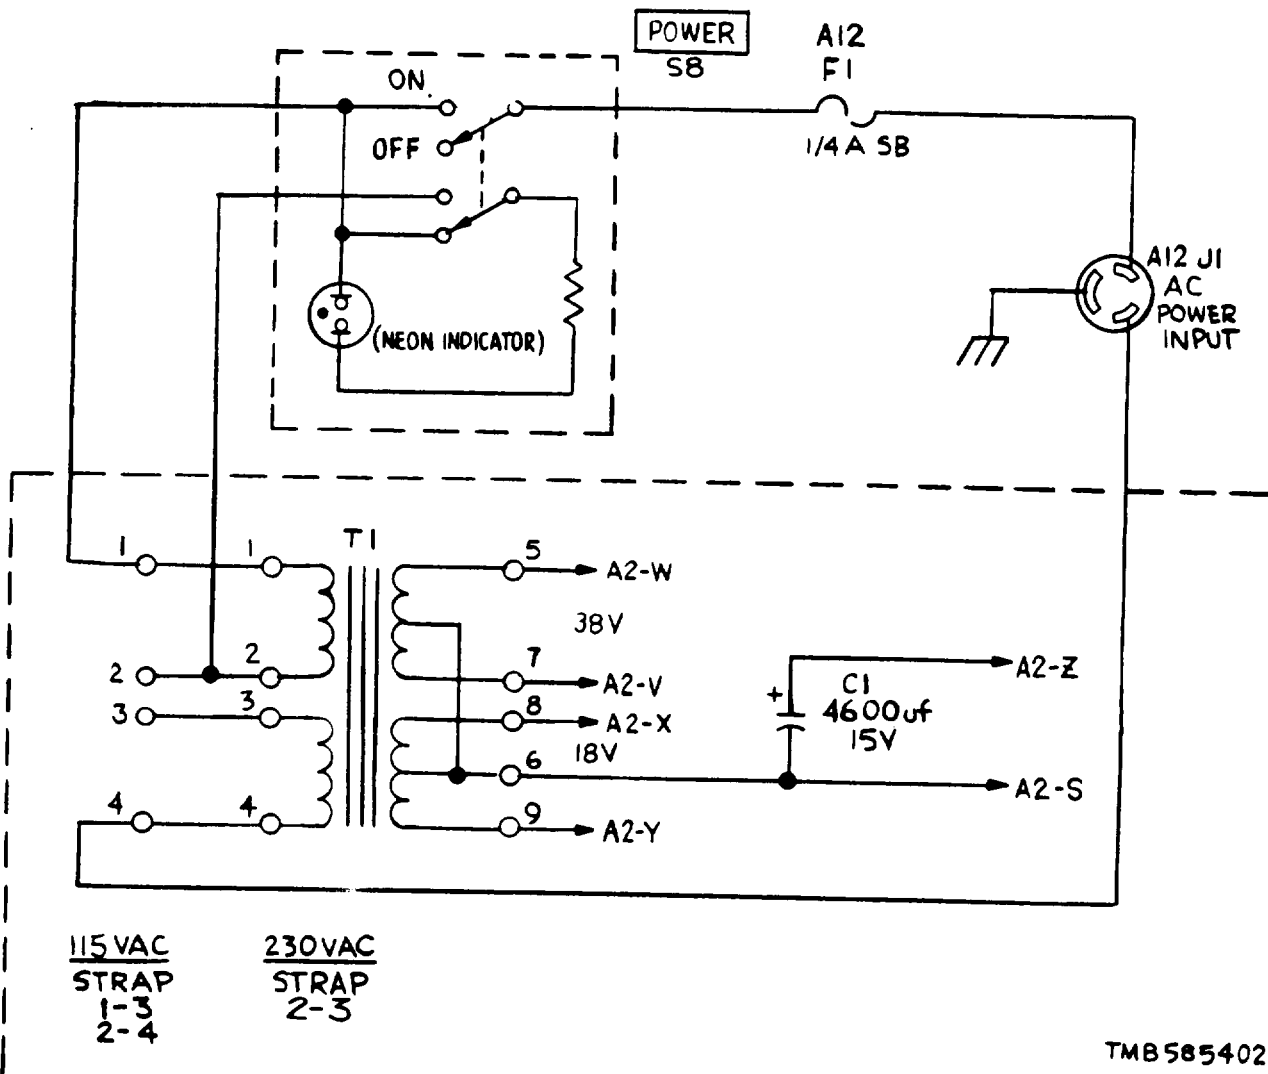 POWER
S8
A12
F1
1/4 A SB
ON
OFF
(NEON INDICATOR)
A12 J1
AC
POWER
INPUT
T1
1
1
2
2
3
3
4
4
5
A2-W
38V
7
A2-V
8
A2-X
18V
6
9
A2-Y
+
C1
4600uf
15V
A2-Z
A2-S
115 VAC
STRAP
1-3
2-4
230VAC
STRAP
2-3
TMB585402